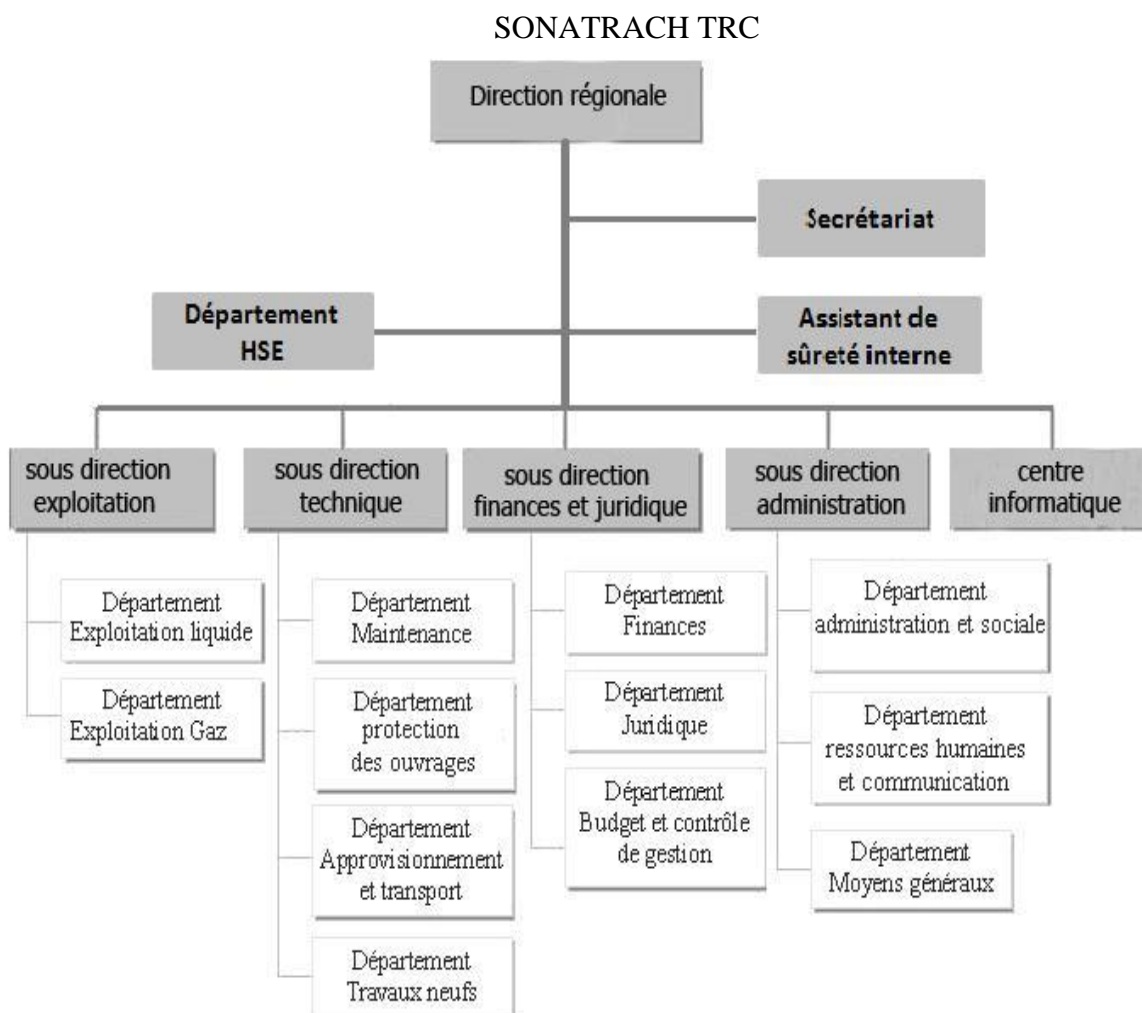 SONATRACH TRC
Direction régionale
Secrétariat
Département
HSE
Assistant de
sûreté interne
sous direction
exploitation
sous direction
technique
sous direction
finances et juridique
sous direction
administration
centre
informatique
Département
Exploitation liquide
Département
Exploitation Gaz
Département
Maintenance
Département
protection
des ouvrages
Département
Approvisionnement
et transport
Département
Travaux neufs
Département
Finances
Département
Juridique
Département
Budget et contrôle
de gestion
Département
administration et sociale
Département
ressources humaines
et communication
Département
Moyens généraux